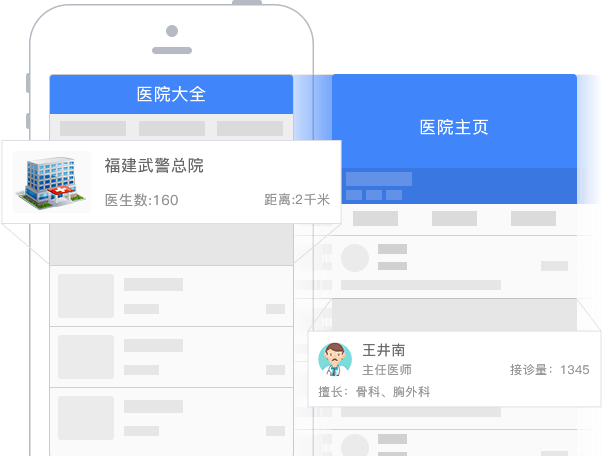 医院大全
医院主页
福建武警总院
医生数:160
距离:2千米
王井南
主任医师
接诊量：1345
擅长：骨科、胸外科